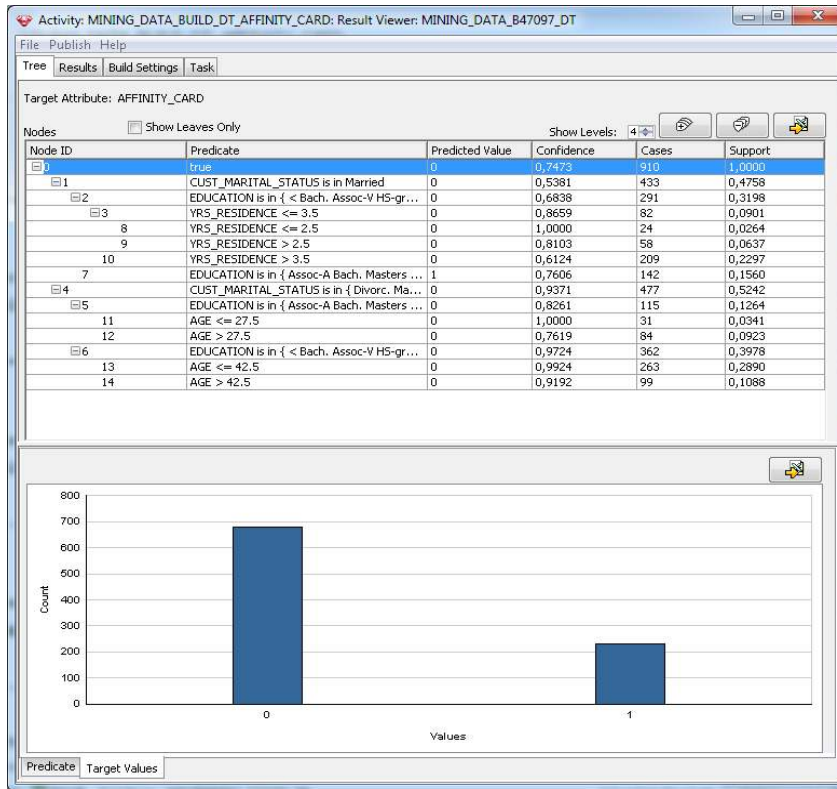 Activity: MINING_DATA_BUILD_DT_AFFINITY_CARD: Result Viewer: MINING_DATA_B47097_DT
File Publish Help
Tree Results Build Settings Task
Target Attribute: AFFINITY_CARD
Nodes Show Leaves Only Show Levels: 4
Node ID Predicate Predicted Value Confidence Cases Support
0 true 0 0,7473 910 1,0000
1 CUST_MARITAL_STATUS is in Married 0 0,5381 433 0,4758
2 EDUCATION is in { < Bach. Assoc-V HS-gr... 0 0,6838 291 0,3198
3 YRS_RESIDENCE <= 3.5 0 0,8659 82 0,0901
8 YRS_RESIDENCE <= 2.5 0 1,0000 24 0,0264
9 YRS_RESIDENCE > 2.5 0 0,8103 58 0,0637
10 YRS_RESIDENCE > 3.5 0 0,6124 209 0,2297
7 EDUCATION is in { Assoc-A Bach. Masters ... 1 0,7606 142 0,1560
4 CUST_MARITAL_STATUS is in { Divorc. Ma... 0 0,9371 477 0,5242
5 EDUCATION is in { Assoc-A Bach. Masters ... 0 0,8261 115 0,1264
11 AGE <= 27.5 0 1,0000 31 0,0341
12 AGE > 27.5 0 0,7619 84 0,0923
6 EDUCATION is in { < Bach. Assoc-V HS-gr... 0 0,9724 362 0,3978
13 AGE <= 42.5 0 0,9924 263 0,2890
14 AGE > 42.5 0 0,9192 99 0,1088
800
700
600
500
400
300
200
100
0
Count
0 1
Values
Predicate Target Values